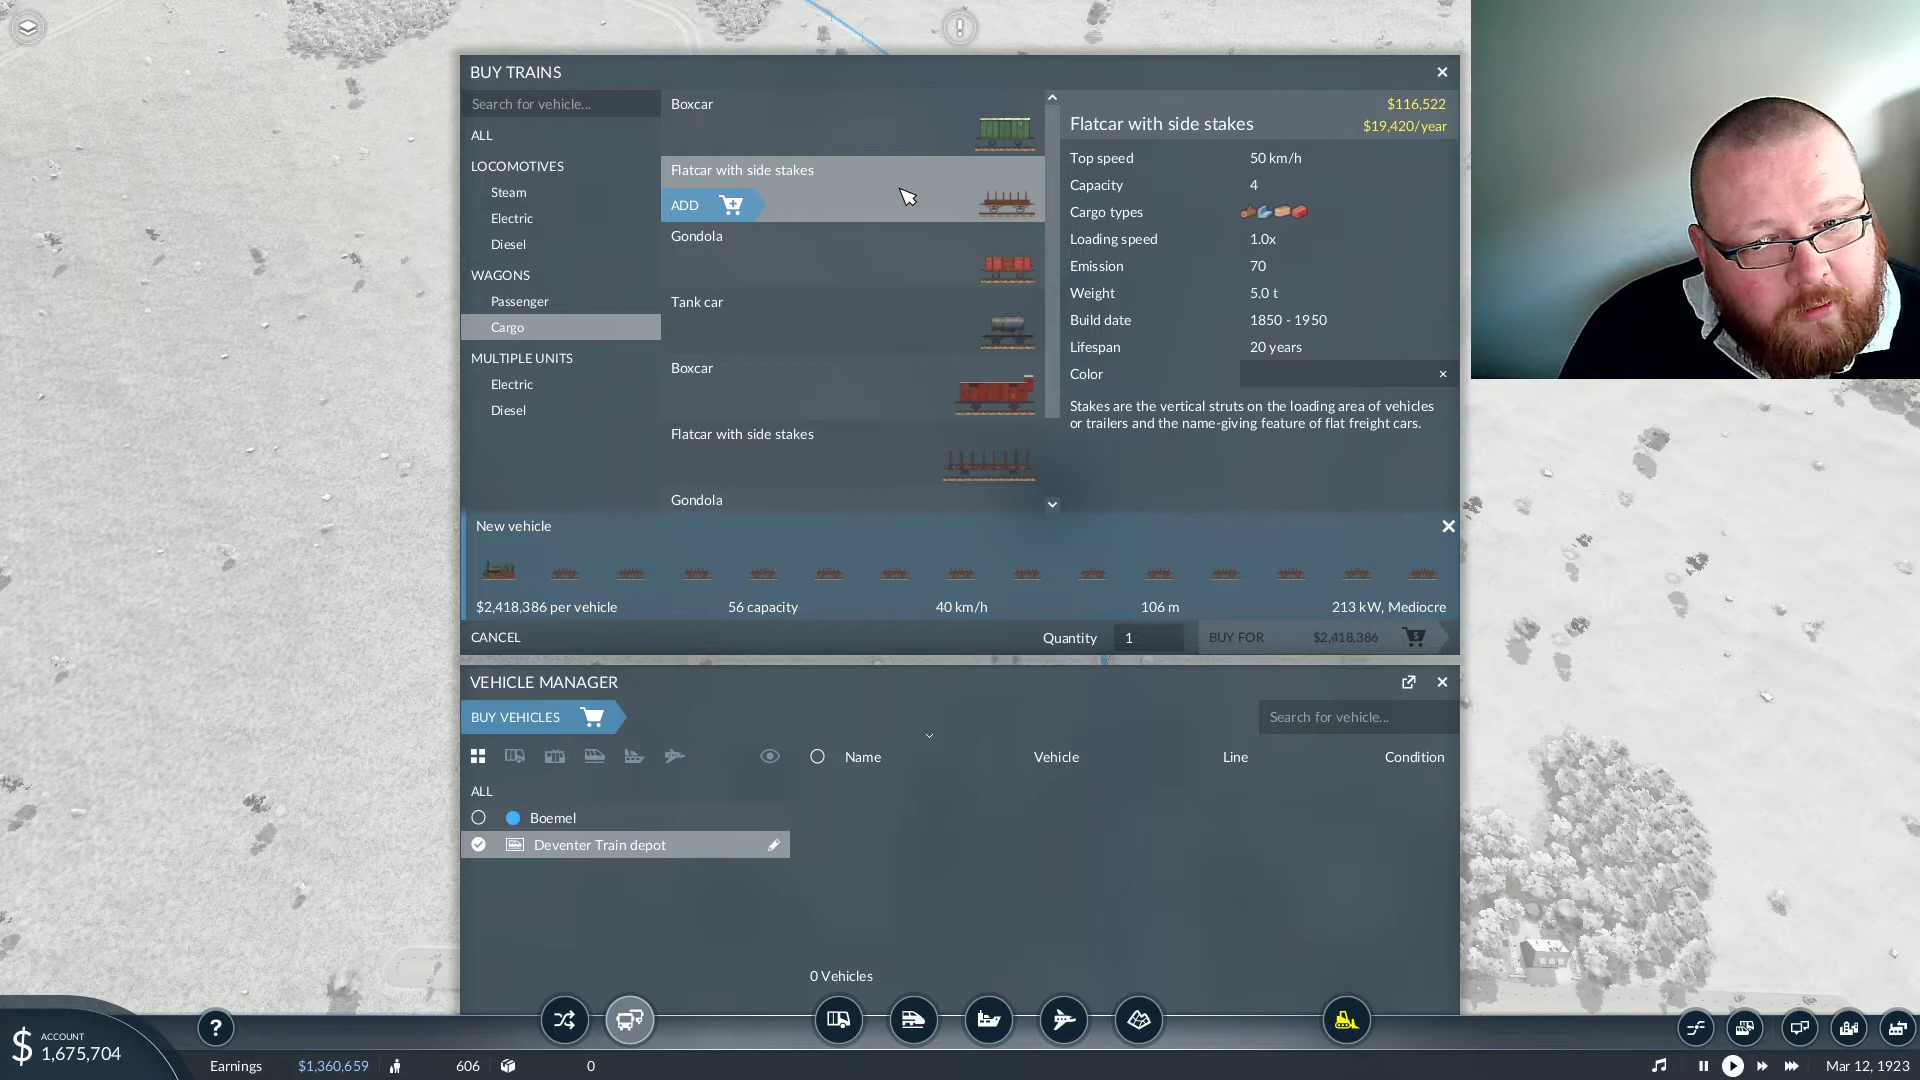 BUY TRAINS
Search for vehicle...
ALL
LOCOMOTIVES
Steam
Electric
Diesel
WAGONS
Passenger
Cargo
MULTIPLE UNITS
Electric
Diesel
Boxcar
Flatcar with side stakes
ADD
Gondola
Tank car
Boxcar
Flatcar with side stakes
Gondola
$116,522
Flatcar with side stakes
$19,420/year
Top speed 50 km/h
Capacity 4
Cargo types
Loading speed 1.0x
Emission 70
Weight 5.0 t
Build date 1850 - 1950
Lifespan 20 years
Color
Stakes are the vertical struts on the loading area of vehicles
or trailers and the name-giving feature of flat freight cars.
New vehicle
$2,418,386 per vehicle 56 capacity 40 km/h 106 m 213 kW, Mediocre
CANCEL Quantity 1 BUY FOR $2,418,386
VEHICLE MANAGER
BUY VEHICLES
Search for vehicle...
Name Vehicle Line Condition
ALL
Boemel
Deventer Train depot
0 Vehicles
$ ACCOUNT
1,675,704
?
Earnings $1,360,659 606 0 Mar 12, 1923